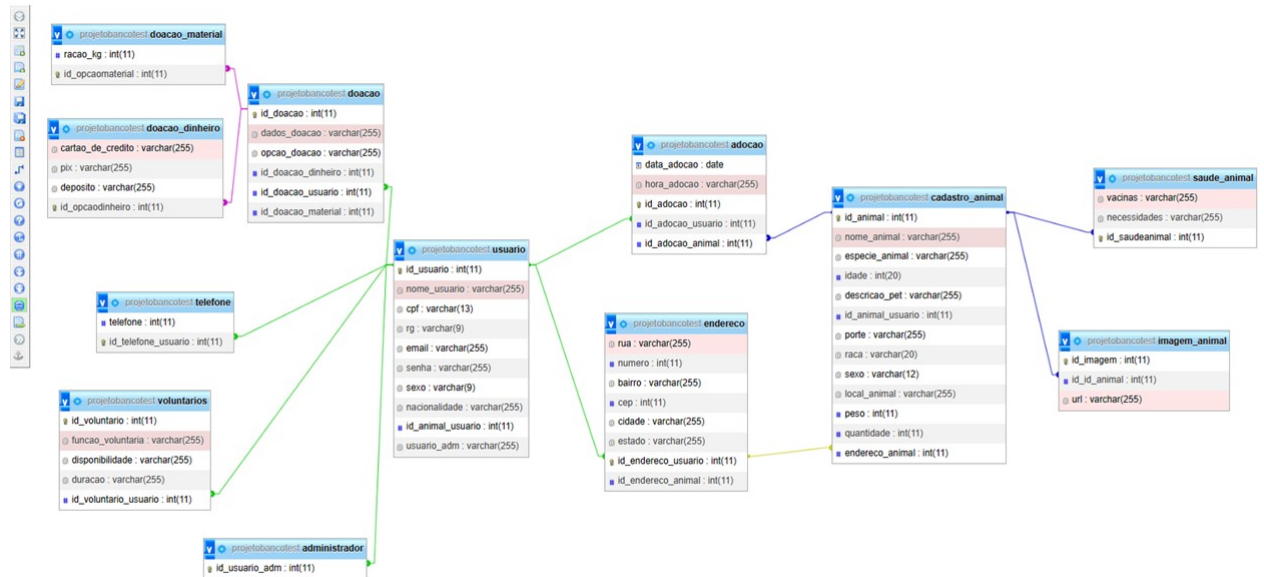 projetobancotest doacao_material
racao_kg : int(11)
id_opcaomaterial : int(11)
projetobancotest doacao_dinheiro
cartao_de_credito : varchar(255)
pix : varchar(255)
deposito : varchar(255)
id_opcaodinheiro : int(11)
projetobancotest doacao
id_doacao : int(11)
dados_doacao : varchar(255)
opcao_doacao : varchar(255)
id_doacao_dinheiro : int(11)
id_doacao_usuario : int(11)
id_doacao_material : int(11)
projetobancotest telefone
telefone : int(11)
id_telefone_usuario : int(11)
projetobancotest voluntarios
id_voluntario : int(11)
funcao_voluntaria : varchar(255)
disponibilidade : varchar(255)
duracao : varchar(255)
id_voluntario_usuario : int(11)
projetobancotest administrador
id_usuario_adm : int(11)
projetobancotest usuario
id_usuario : int(11)
nome_usuario : varchar(255)
cpf : varchar(13)
rg : varchar(9)
email : varchar(255)
senha : varchar(255)
sexo : varchar(9)
nacionalidade : varchar(255)
id_animal_usuario : int(11)
usuario_adm : varchar(255)
projetobancotest adocao
data_adocao : date
hora_adocao : varchar(255)
id_adocao : int(11)
id_adocao_usuario : int(11)
id_adocao_animal : int(11)
projetobancotest endereco
rua : varchar(255)
numero : int(11)
bairro : varchar(255)
cep : int(11)
cidade : varchar(255)
estado : varchar(255)
id_endereco_usuario : int(11)
id_endereco_animal : int(11)
projetobancotest cadastro_animal
id_animal : int(11)
nome_animal : varchar(255)
especie_animal : varchar(255)
idade : int(20)
descricao_pet : varchar(255)
id_animal_usuario : int(11)
porte : varchar(255)
raca : varchar(20)
sexo : varchar(12)
local_animal : varchar(255)
peso : int(11)
quantidade : int(11)
endereco_animal : int(11)
projetobancotest saude_animal
vacinas : varchar(255)
necessidades : varchar(255)
id_saudeanimal : int(11)
projetobancotest imagem_animal
id_imagem : int(11)
id_id_animal : int(11)
url : varchar(255)